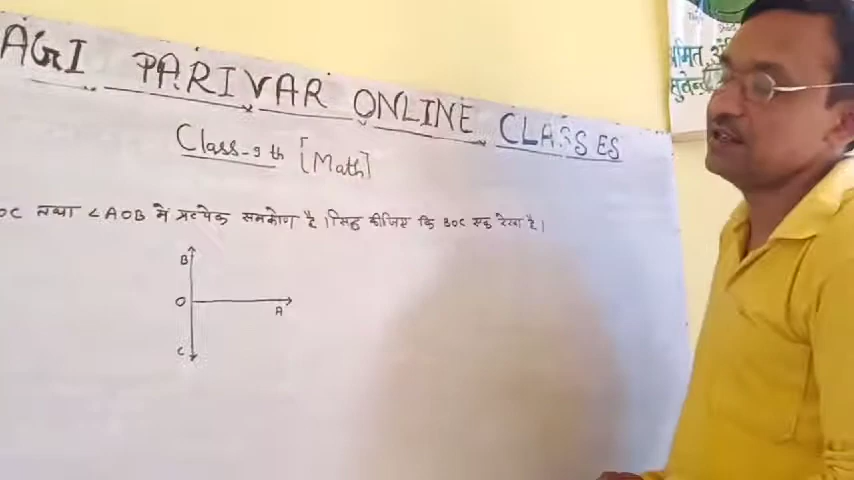 AGI PARIVAR ONLINE CLASSES
Class-9th [Math]
OC तथा ∠AOB में प्रत्येक समकोण है। सिद्ध कीजिए कि BOC एक रेखा है।
B
O
A
C